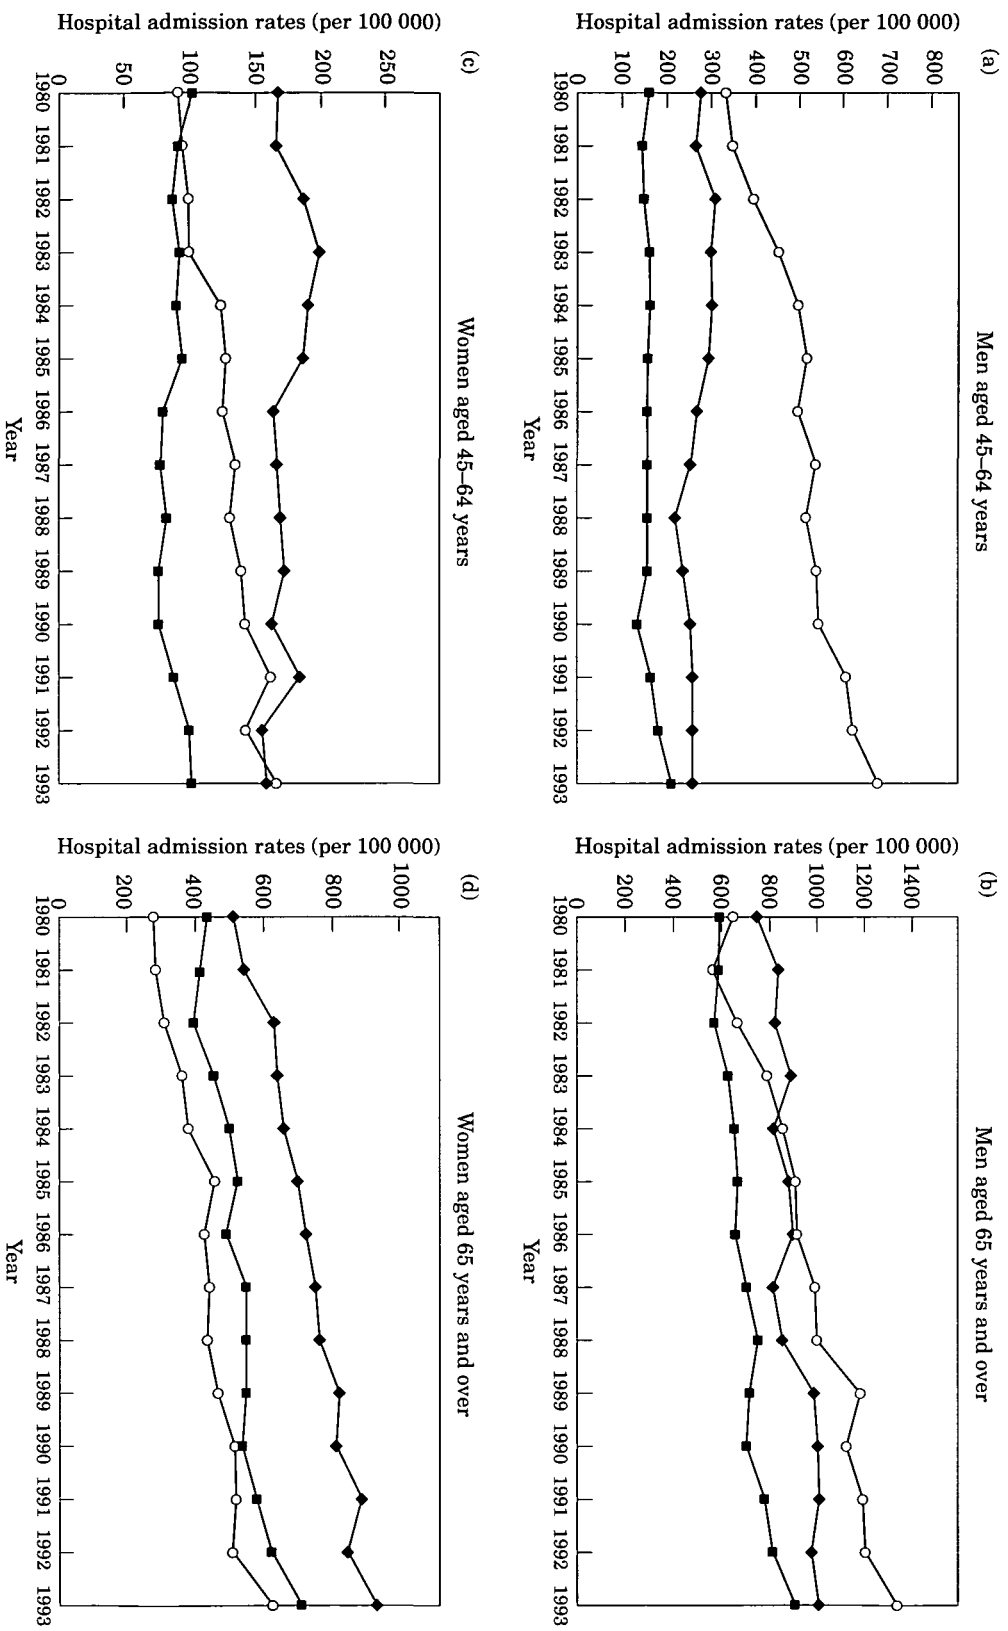 (a)
Men aged 45–64 years
Hospital admission rates (per 100 000)
800
700
600
500
400
300
200
100
0
1980 1981 1982 1983 1984 1985 1986 1987 1988 1989 1990 1991 1992 1993
Year
(b)
Men aged 65 years and over
Hospital admission rates (per 100 000)
1400
1200
1000
800
600
400
200
0
1980 1981 1982 1983 1984 1985 1986 1987 1988 1989 1990 1991 1992 1993
Year
(c)
Women aged 45–64 years
Hospital admission rates (per 100 000)
250
200
150
100
50
0
1980 1981 1982 1983 1984 1985 1986 1987 1988 1989 1990 1991 1992 1993
Year
(d)
Women aged 65 years and over
Hospital admission rates (per 100 000)
1000
800
600
400
200
0
1980 1981 1982 1983 1984 1985 1986 1987 1988 1989 1990 1991 1992 1993
Year